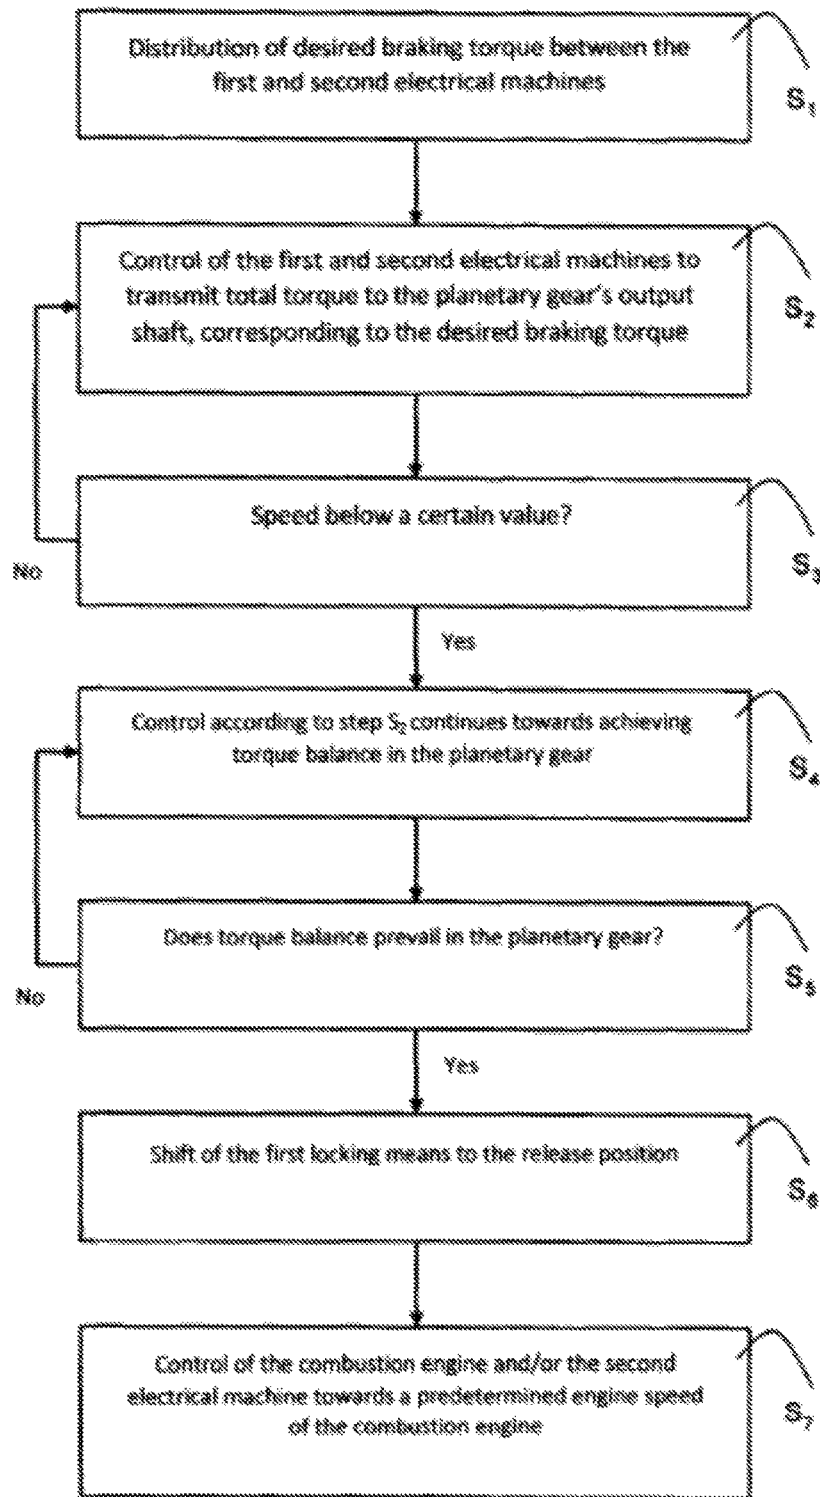 Distribution of desired braking torque between the
first and second electrical machines
S1
Control of the first and second electrical machines to
transmit total torque to the planetary gear's output
shaft, corresponding to the desired braking torque
S2
Speed below a certain value?
S3
No
Yes
Control according to step S2 continues towards achieving
torque balance in the planetary gear
S4
Does torque balance prevail in the planetary gear?
S5
No
Yes
Shift of the first locking means to the release position
S6
Control of the combustion engine and/or the second
electrical machine towards a predetermined engine speed
of the combustion engine
S7